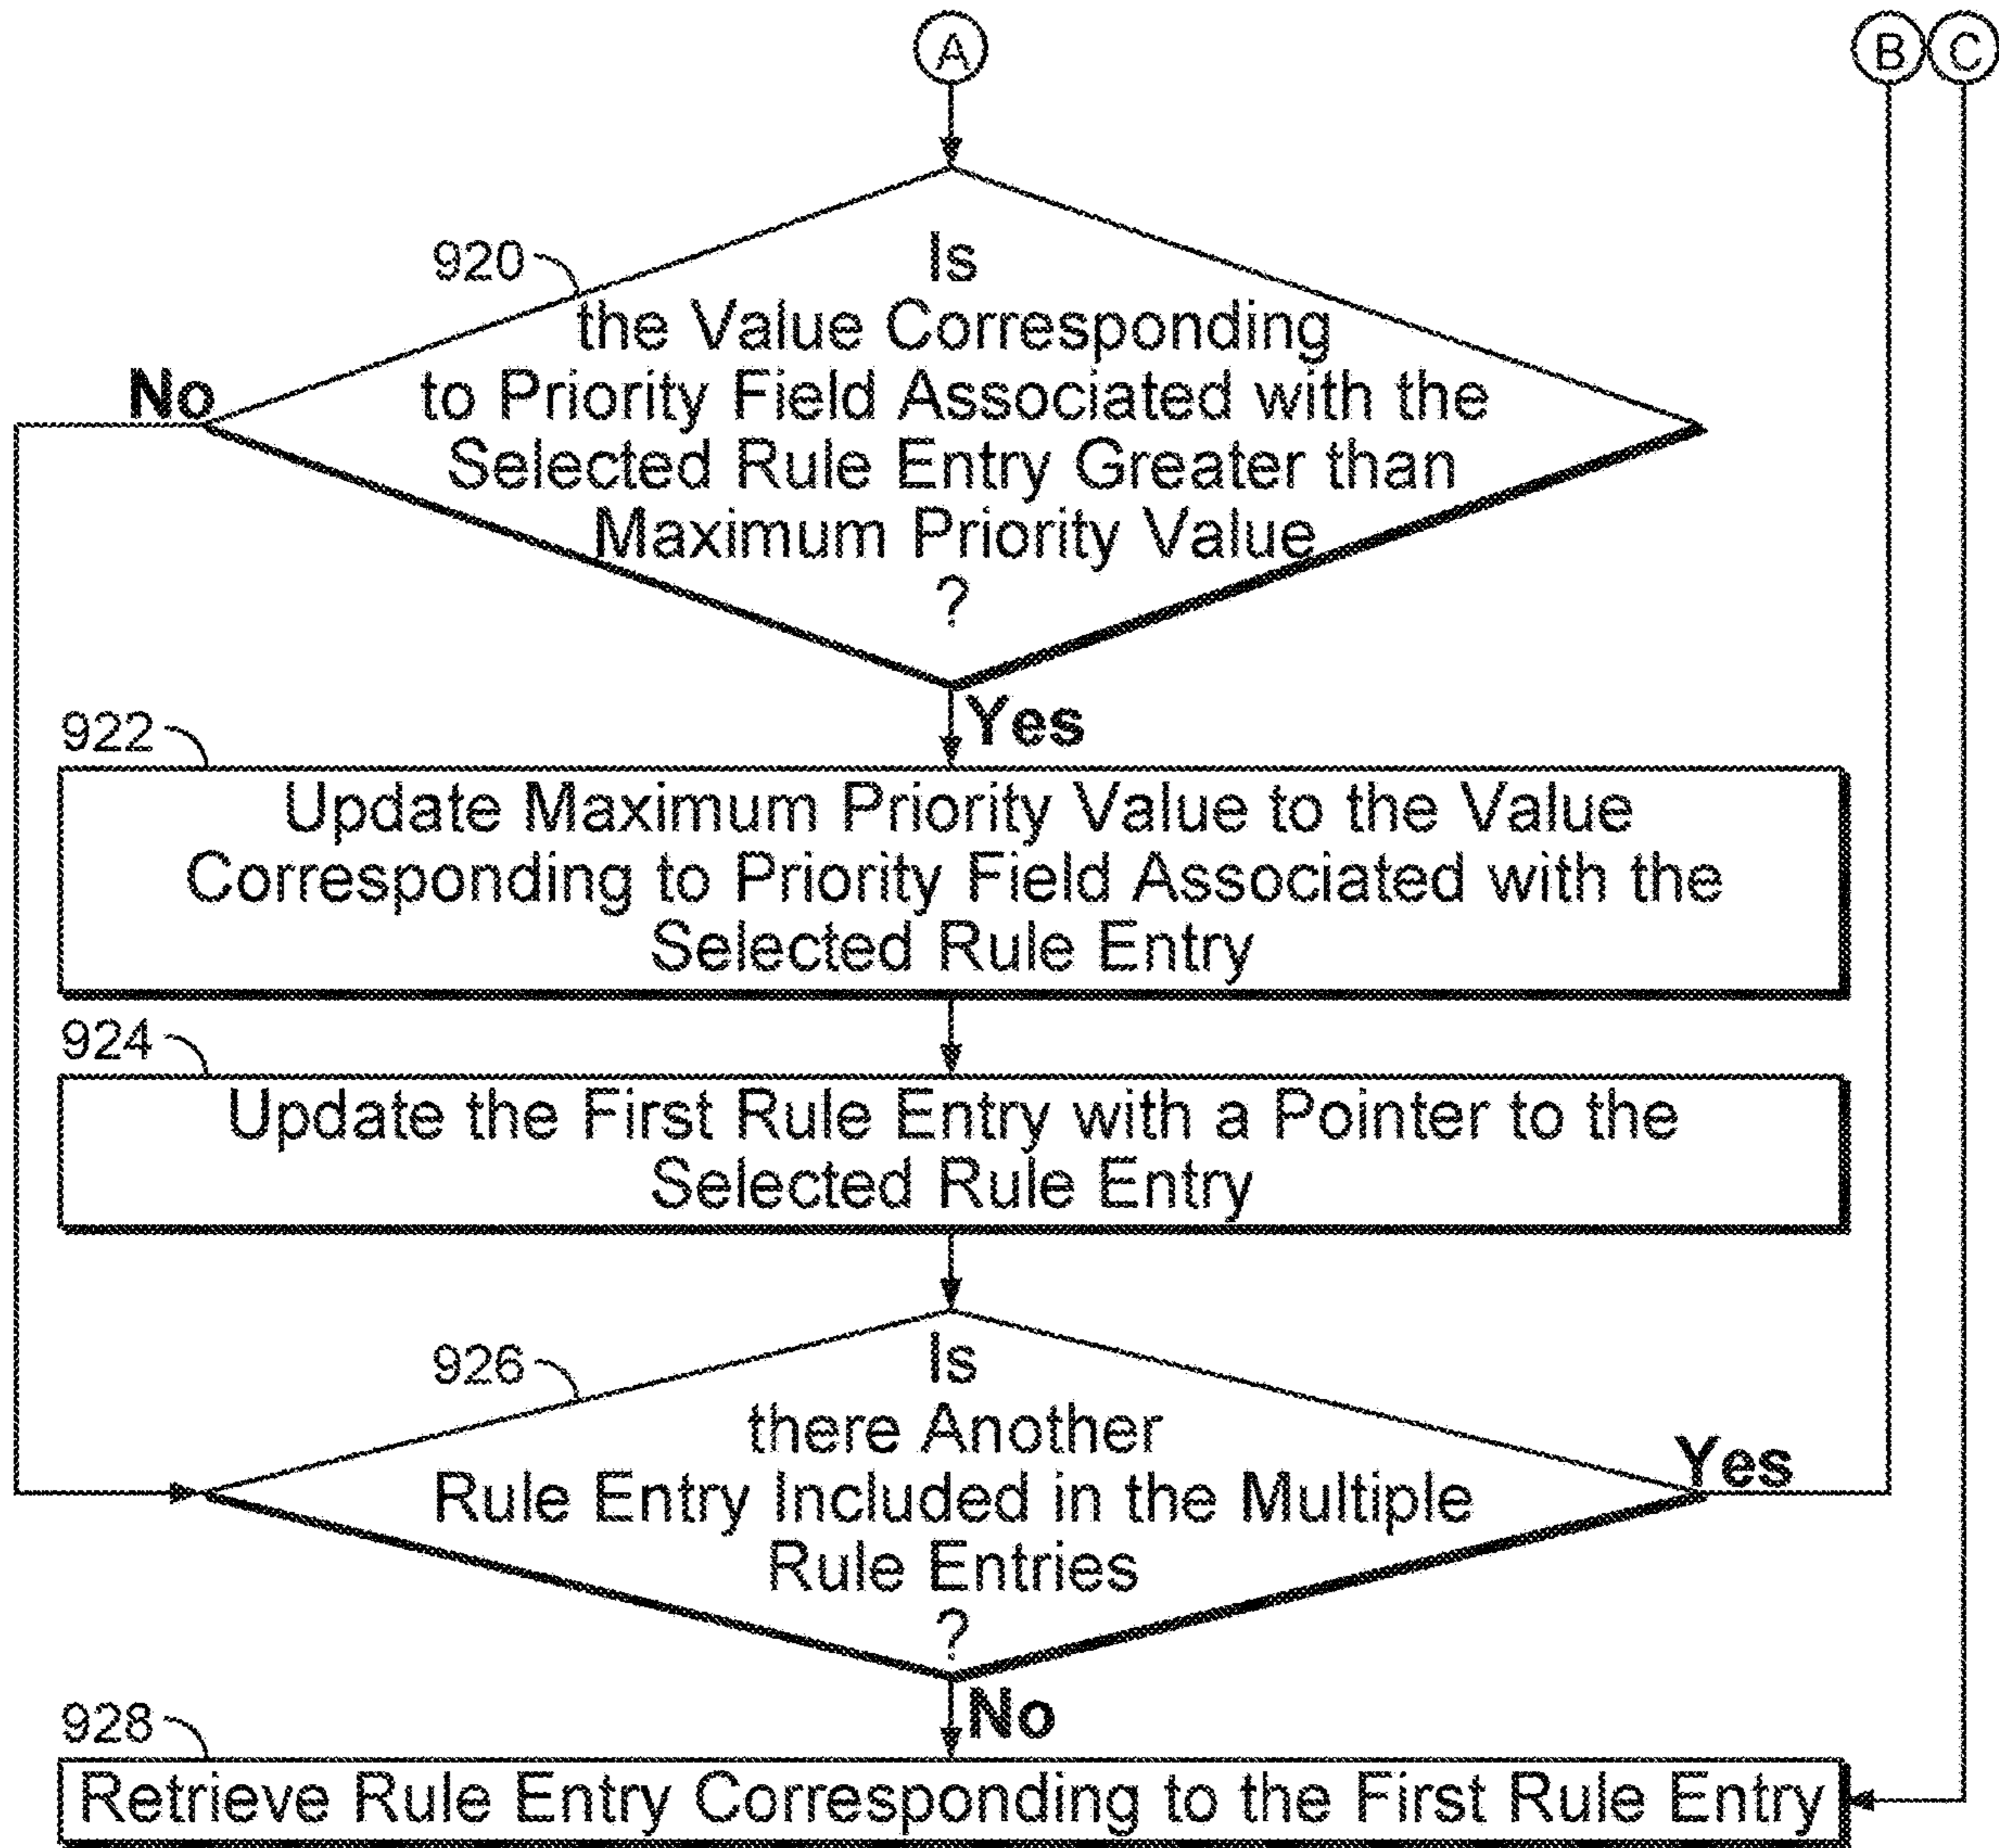 A
B
C
920
Is
the Value Corresponding
to Priority Field Associated with the
Selected Rule Entry Greater than
Maximum Priority Value
?
No
Yes
922
Update Maximum Priority Value to the Value
Corresponding to Priority Field Associated with the
Selected Rule Entry
924
Update the First Rule Entry with a Pointer to the
Selected Rule Entry
926
Is
there Another
Rule Entry Included in the Multiple
Rule Entries
?
Yes
No
928
Retrieve Rule Entry Corresponding to the First Rule Entry